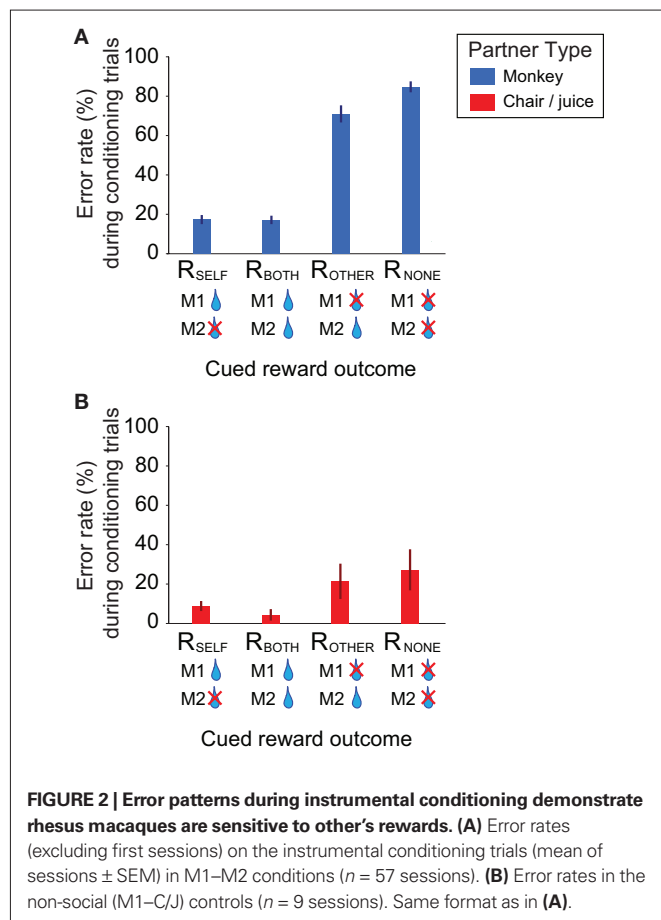 A
Partner Type
Monkey
Chair / juice
Error rate (%)
during conditioning trials
100
80
60
40
20
0
RSELF RBOTH ROTHER RNONE
M1 M1 M1 M1
M2 M2 M2 M2
Cued reward outcome
B
Error rate (%)
during conditioning trials
100
80
60
40
20
0
RSELF RBOTH ROTHER RNONE
M1 M1 M1 M1
M2 M2 M2 M2
Cued reward outcome
FIGURE 2 | Error patterns during instrumental conditioning demonstrate
rhesus macaques are sensitive to other's rewards. (A) Error rates
(excluding first sessions) on the instrumental conditioning trials (mean of
sessions ± SEM) in M1–M2 conditions (n = 57 sessions). (B) Error rates in the
non-social (M1–C/J) controls (n = 9 sessions). Same format as in (A).